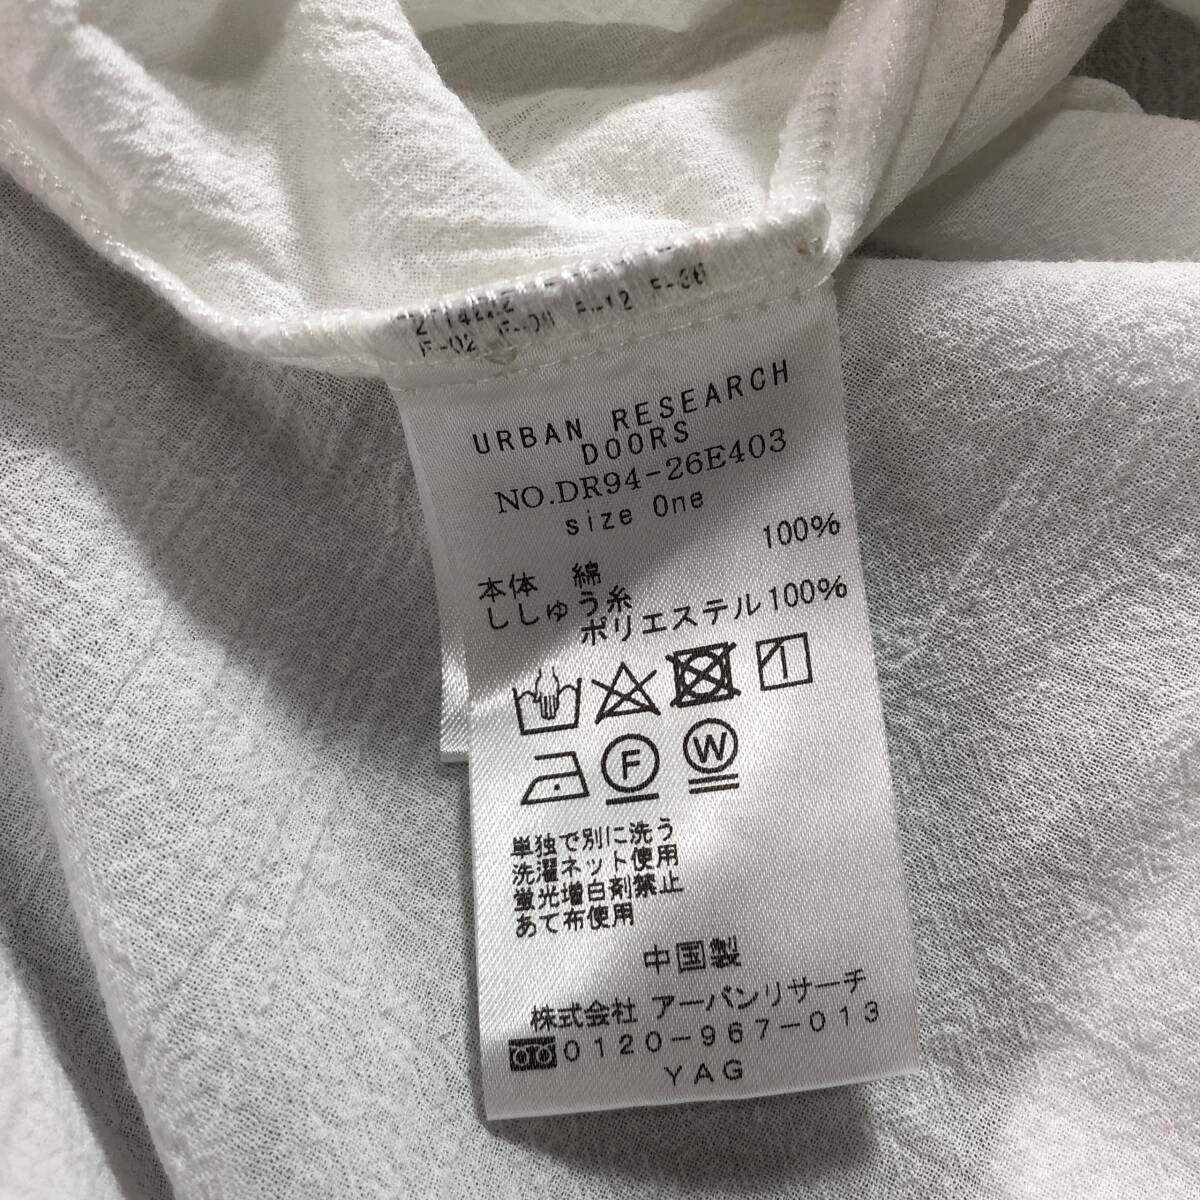 F-02 F-12 F-36
URBAN RESEARCH
DOORS
NO.DR94-26E403
size One
100%
本体 綿
ししゅう糸
ポリエステル100%
F W
単独で別に洗う
洗濯ネット使用
蛍光増白剤禁止
あて布使用
中国製
株式会社 アーバンリサーチ
0120-967-013
YAG